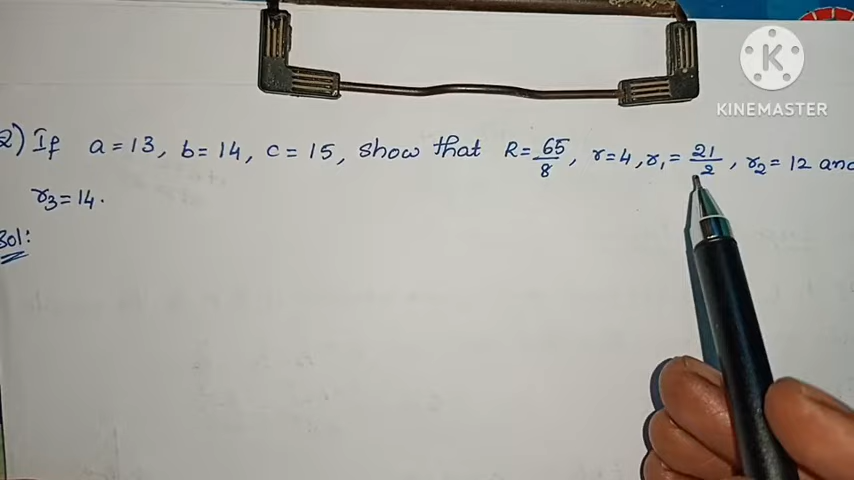 2) If a = 13, b = 14, c = 15, show that R = 65/8, r = 4, r₁ = 21/2, r₂ = 12 and
r₃ = 14.
Sol:
K
KINEMASTER